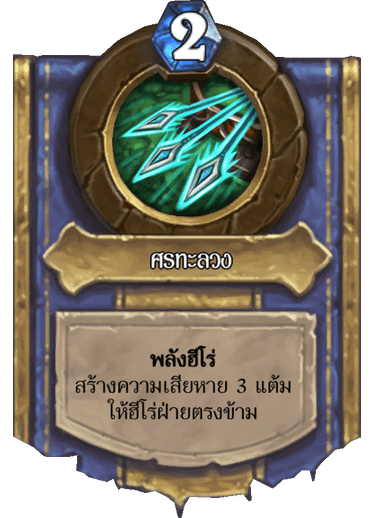 2
ศรทะลวง
พลังฮีโร่
สร้างความเสียหาย 3 แต้ม
ให้ฮีโร่ฝ่ายตรงข้าม